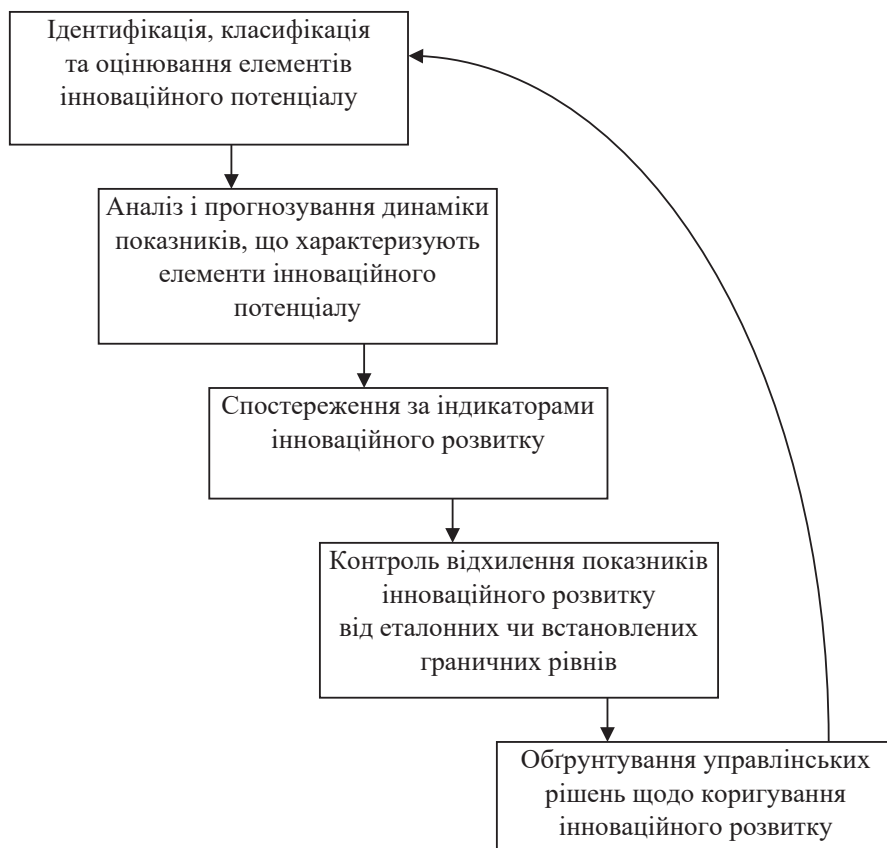 Ідентифікація, класифікація
та оцінювання елементів
інноваційного потенціалу
Аналіз і прогнозування динаміки
показників, що характеризують
елементи інноваційного
потенціалу
Спостереження за індикаторами
інноваційного розвитку
Контроль відхилення показників
інноваційного розвитку
від еталонних чи встановлених
граничних рівнів
Обґрунтування управлінських
рішень щодо коригування
інноваційного розвитку